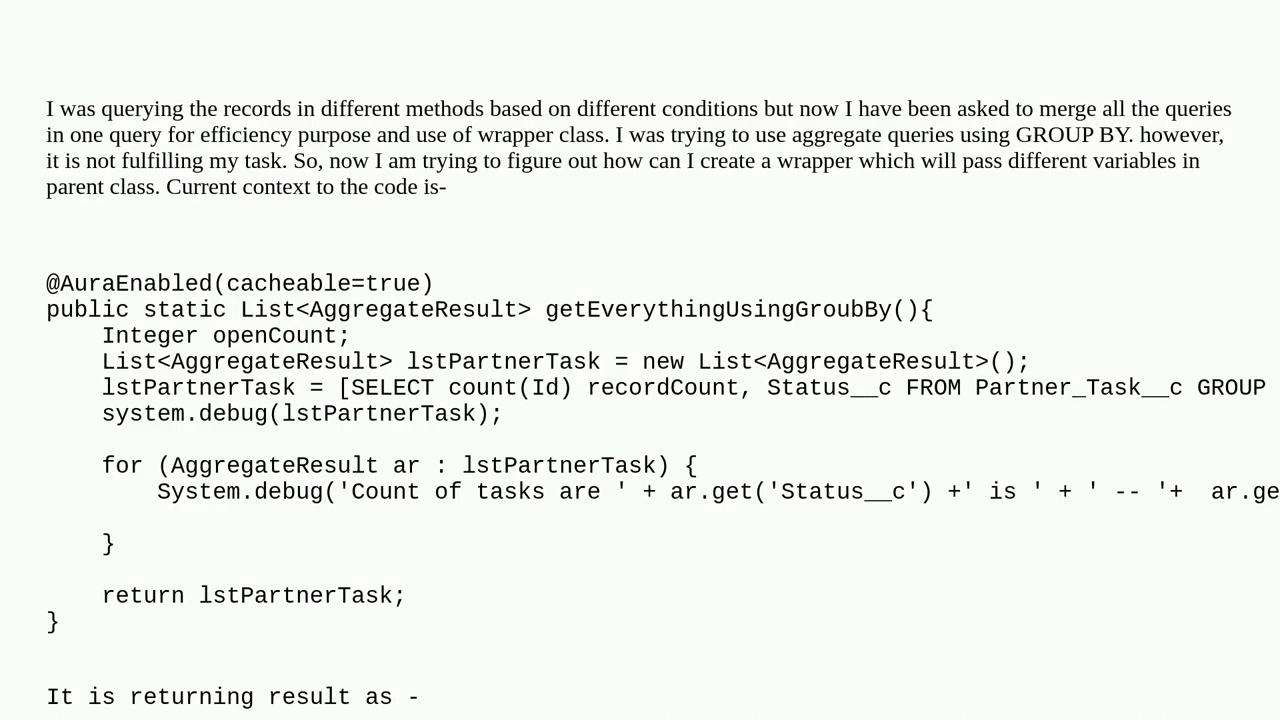 I was querying the records in different methods based on different conditions but now I have been asked to merge all the queries
in one query for efficiency purpose and use of wrapper class. I was trying to use aggregate queries using GROUP BY. however,
it is not fulfilling my task. So, now I am trying to figure out how can I create a wrapper which will pass different variables in
parent class. Current context to the code is-
@AuraEnabled(cacheable=true)
public static List<AggregateResult> getEverythingUsingGroubBy(){
    Integer openCount;
    List<AggregateResult> lstPartnerTask = new List<AggregateResult>();
    lstPartnerTask = [SELECT count(Id) recordCount, Status__c FROM Partner_Task__c GROUP
    system.debug(lstPartnerTask);
    for (AggregateResult ar : lstPartnerTask) {
        System.debug('Count of tasks are ' + ar.get('Status__c') +' is ' + ' -- '+  ar.ge
    }
    return lstPartnerTask;
}
It is returning result as -